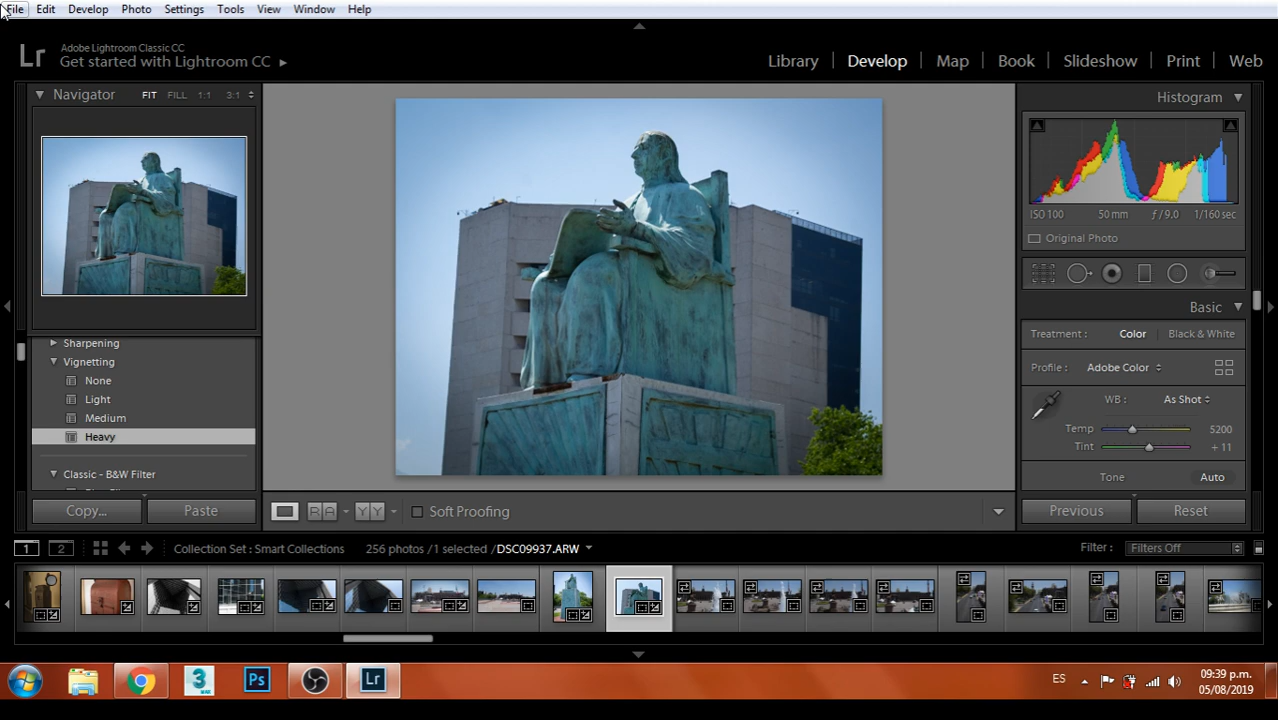 File Edit Develop Photo Settings Tools View Window Help
Lr
Adobe Lightroom Classic CC
Get started with Lightroom CC
Library | Develop | Map | Book | Slideshow | Print | Web
Navigator FIT FILL 1:1 3:1
Histogram
ISO 100 50 mm ƒ / 9.0 1/160 sec
Original Photo
Basic
Treatment : Color Black & White
Profile : Adobe Color
WB : As Shot
Temp 5200
Tint + 11
Tone Auto
Sharpening
Vignetting
None
Light
Medium
Heavy
Classic - B&W Filter
Copy... Paste
R A Y Y Soft Proofing
Previous Reset
1 2 Collection Set : Smart Collections 256 photos / 1 selected / DSC09937.ARW
Filter : Filters Off
3
MAX
Ps
Lr
ES
09:39 p.m.
05/08/2019